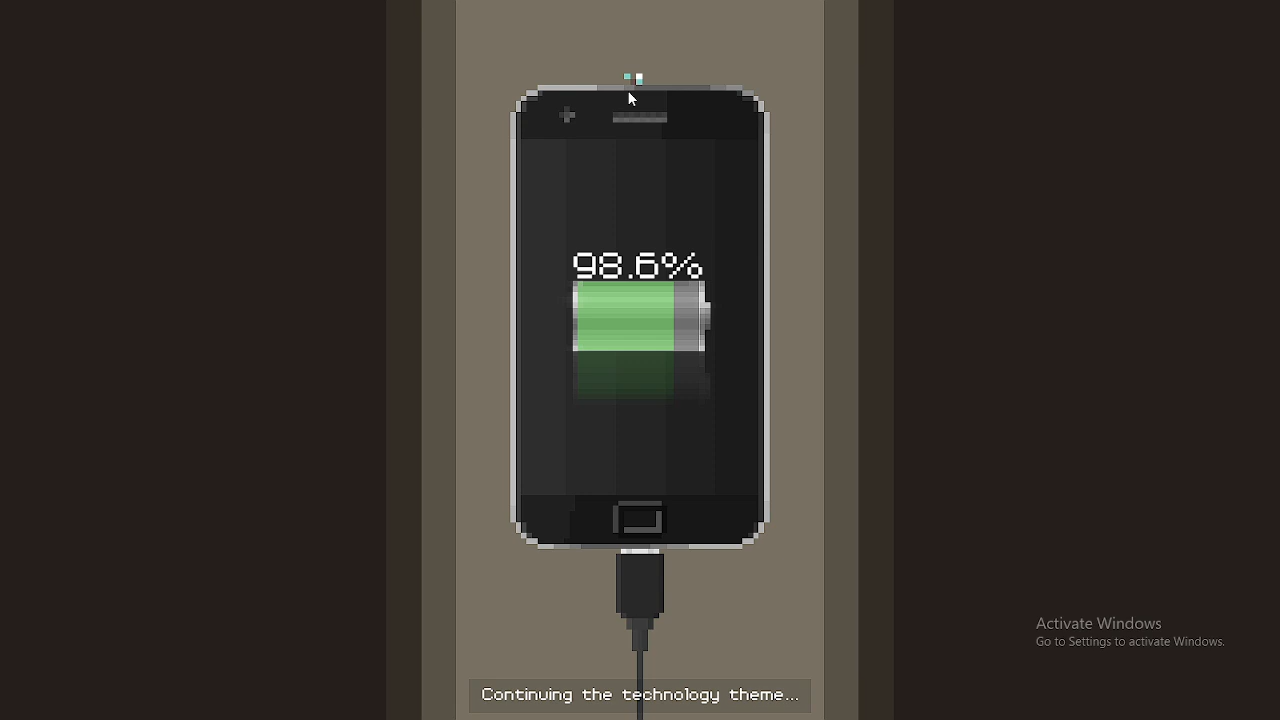 98.6%
Continuing the technology theme...
Activate Windows
Go to Settings to activate Windows.